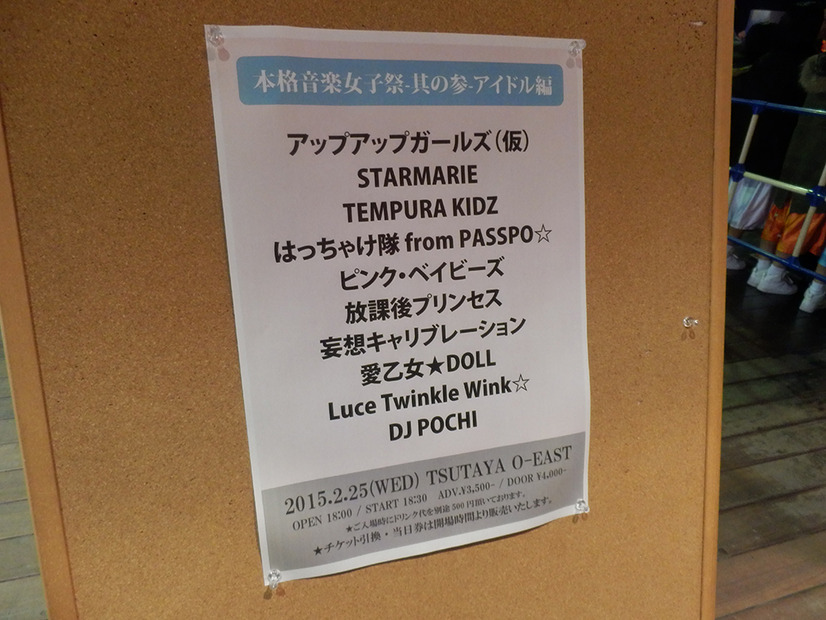 本格音楽女子祭-其の参-アイドル編
アップアップガールズ(仮)
STARMARIE
TEMPURA KIDZ
はっちゃけ隊 from PASSPO☆
ピンク・ベイビーズ
放課後プリンセス
妄想キャリブレーション
愛乙女★DOLL
Luce Twinkle Wink☆
DJ POCHI
2015.2.25(WED) TSUTAYA O-EAST
OPEN 18:00 / START 18:30 ADV.¥3,500- / DOOR ¥4,000-
★ご入場時にドリンク代を別途500円頂いております。
★チケット引換・当日券は開場時間より販売いたします。